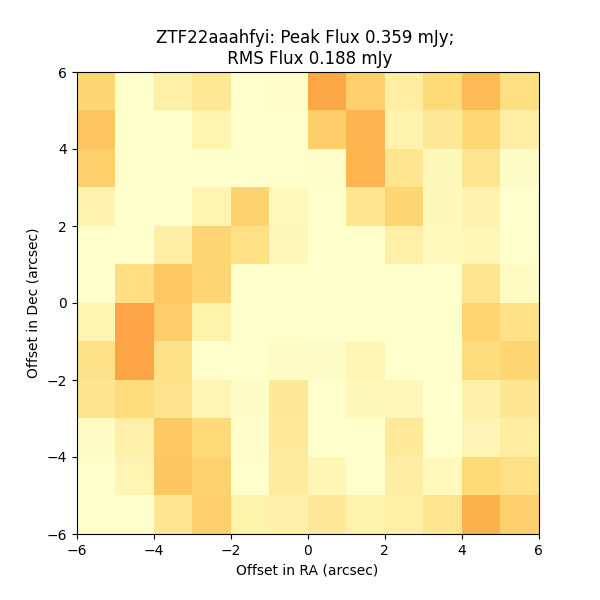 ZTF22aaahfyi: Peak Flux 0.359 mJy;
RMS Flux 0.188 mJy
6
4
2
0
−2
−4
−6
Offset in Dec (arcsec)
−6 −4 −2 0 2 4 6
Offset in RA (arcsec)